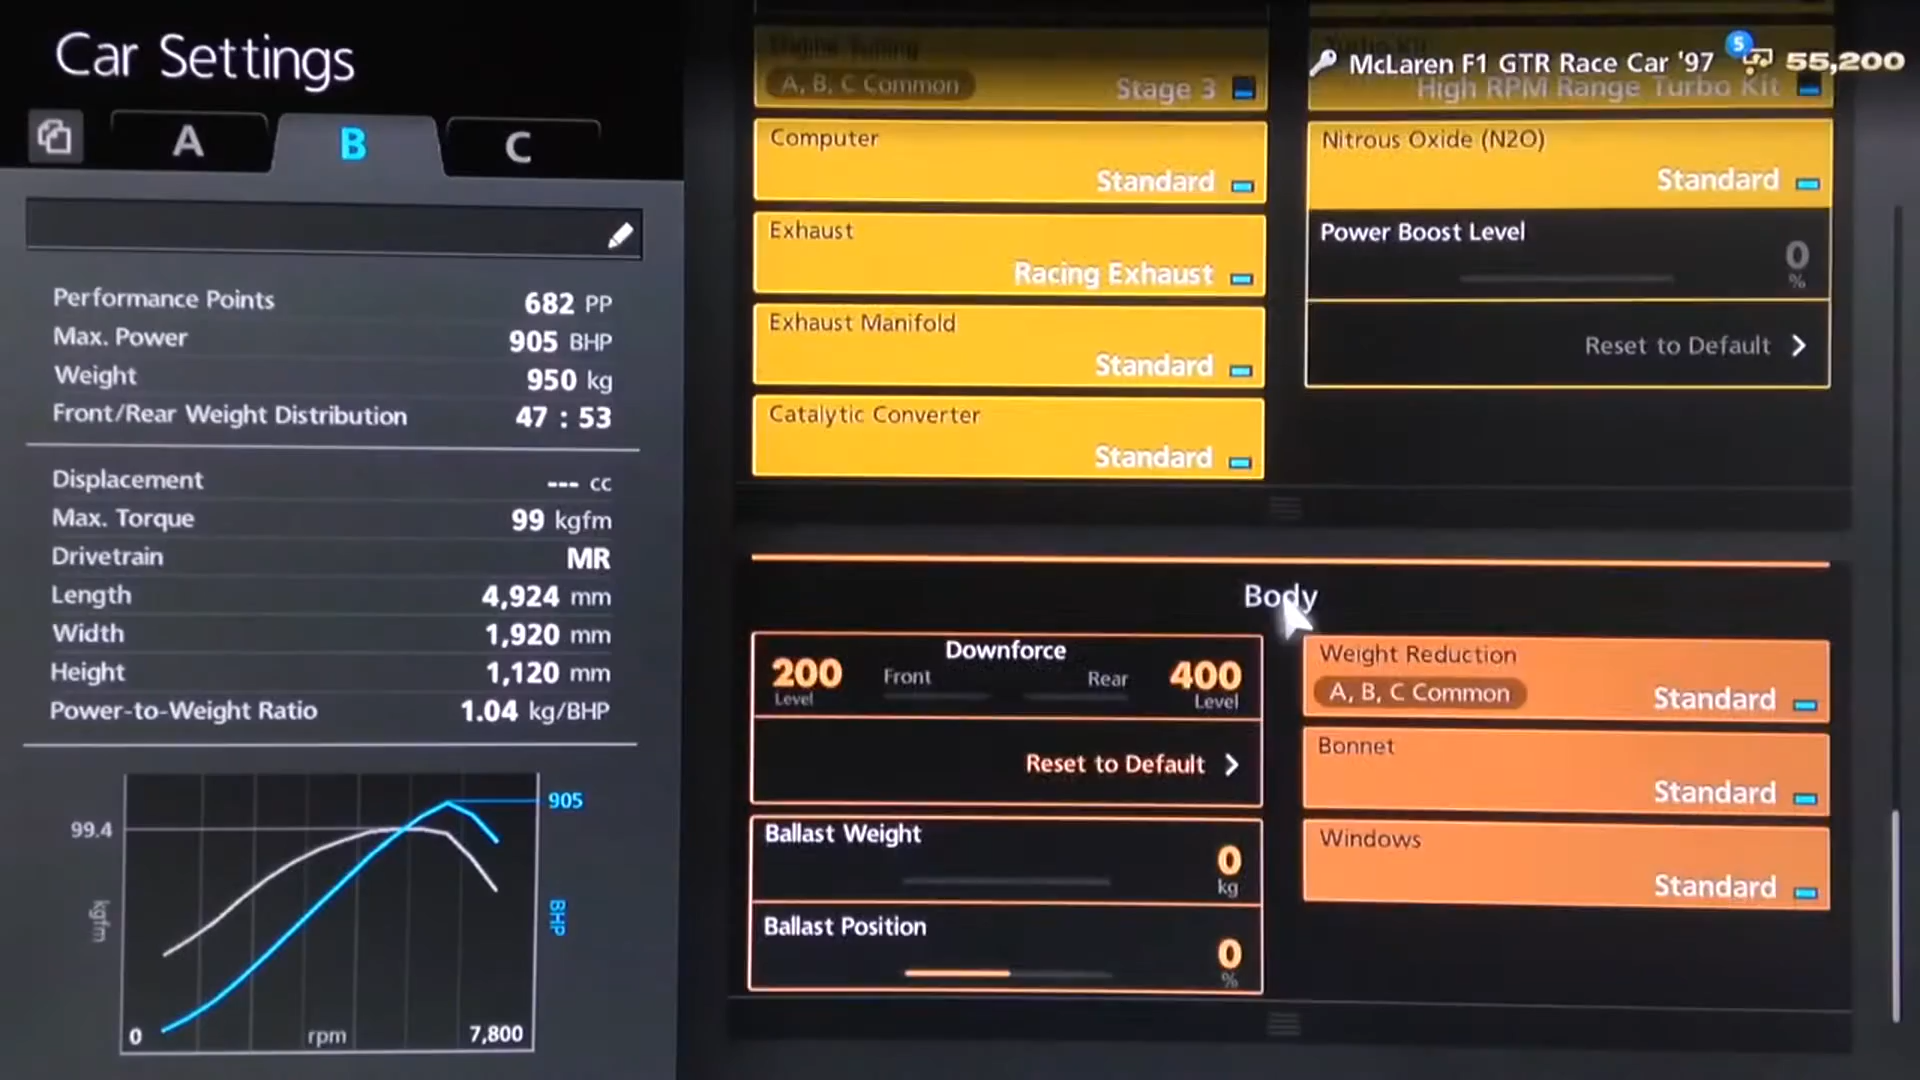 Car Settings
McLaren F1 GTR Race Car '97
5
55,200
A
B
C
Performance Points 682 PP
Max. Power 905 BHP
Weight 950 kg
Front/Rear Weight Distribution 47 : 53
Displacement --- cc
Max. Torque 99 kgfm
Drivetrain MR
Length 4,924 mm
Width 1,920 mm
Height 1,120 mm
Power-to-Weight Ratio 1.04 kg/BHP
99.4
905
kgfm
BHP
0 rpm 7,800
Engine Tuning
A, B, C Common
Stage 3
Computer
Standard
Exhaust
Racing Exhaust
Exhaust Manifold
Standard
Catalytic Converter
Standard
Turbo Kit
High RPM Range Turbo Kit
Nitrous Oxide (N2O)
Standard
Power Boost Level
0
%
Reset to Default
Body
Downforce
200 Front Rear 400
Level Level
Reset to Default
Ballast Weight
0
kg
Ballast Position
0
%
Weight Reduction
A, B, C Common
Standard
Bonnet
Standard
Windows
Standard